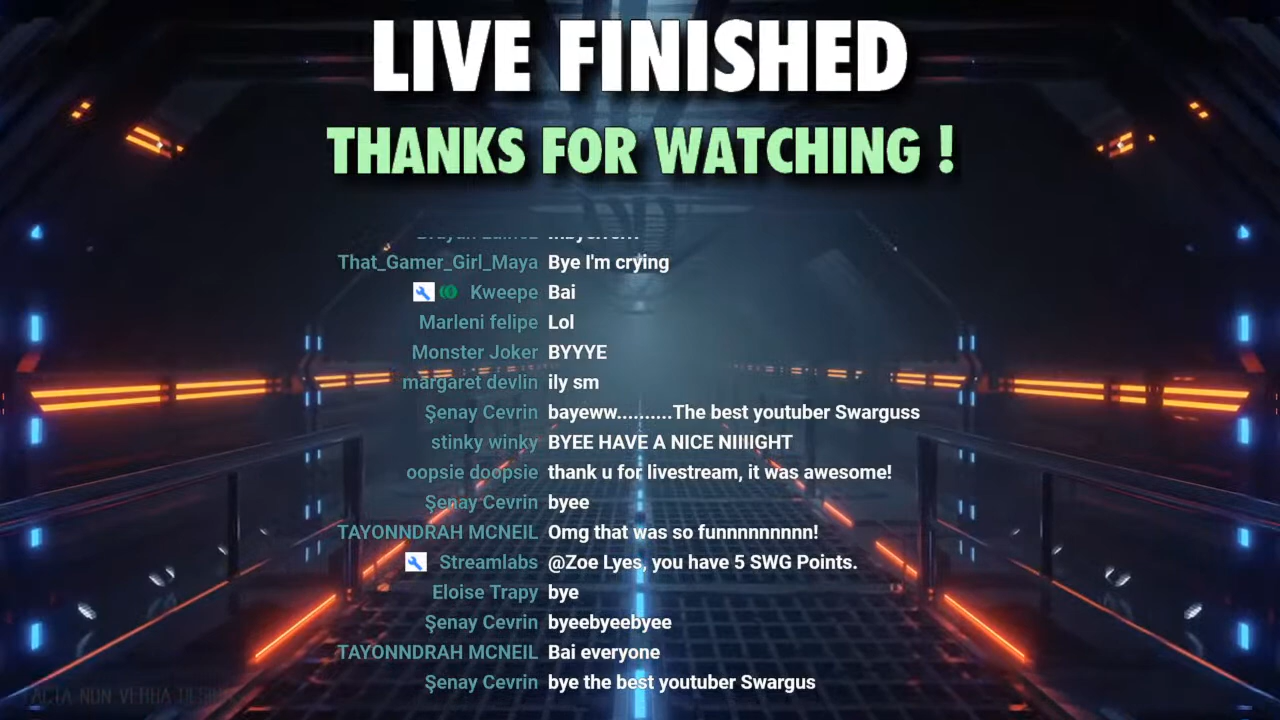 LIVE FINISHED
THANKS FOR WATCHING !
That_Gamer_Girl_Maya Bye I'm crying
Kweepe Bai
Marleni felipe Lol
Monster Joker BYYYE
margaret devlin ily sm
Şenay Cevrin bayeww..........The best youtuber Swarguss
stinky winky BYEE HAVE A NICE NIIIIGHT
oopsie doopsie thank u for livestream, it was awesome!
Şenay Cevrin byee
TAYONNDRAH MCNEIL Omg that was so funnnnnnnnn!
Streamlabs @Zoe Lyes, you have 5 SWG Points.
Eloise Trapy bye
Şenay Cevrin byeebyeebyee
TAYONNDRAH MCNEIL Bai everyone
Şenay Cevrin bye the best youtuber Swargus